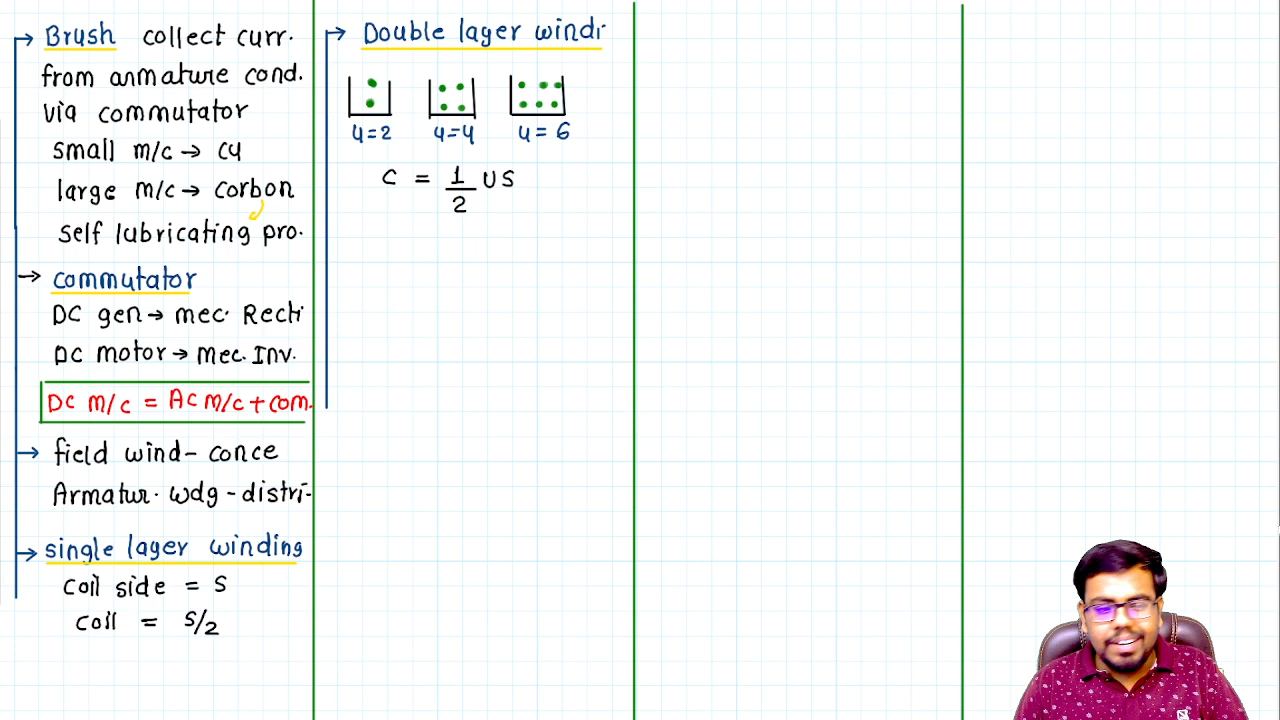 Brush collect curr.
from armature cond.
via commutator
small m/c → cu
large m/c → corbon
self lubricating pro.
commutator
DC gen → mec. Recti
DC motor → mec. Inv.
DC m/c = AC m/c + com.
field wind - conce
Armatur. wdg - distri-
single layer winding
coil side = S
coil = S/2
Double layer windi
u=2 u=4 u=6
C = 1/2 US